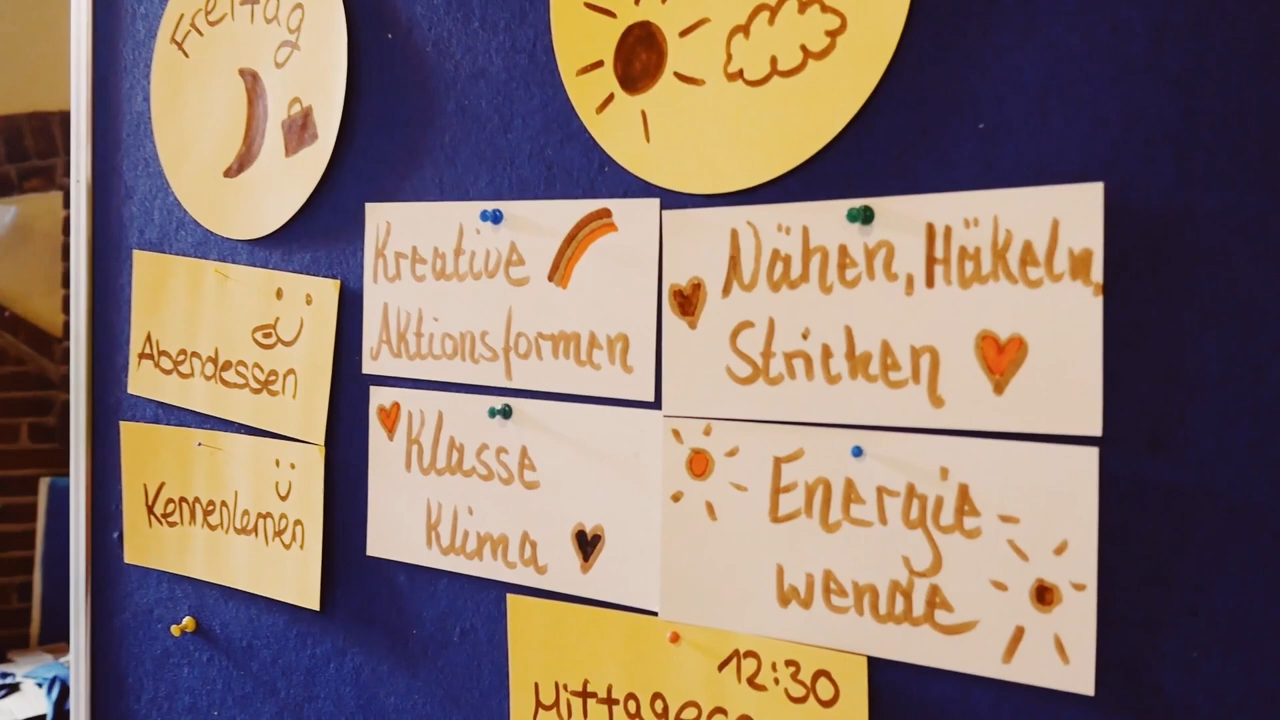 Freitag
Abendessen
Kennenlernen
Kreative
Aktionsformen
Nähen, Häkeln,
Stricken
Klasse
Klima
Energie-
wende
12:30